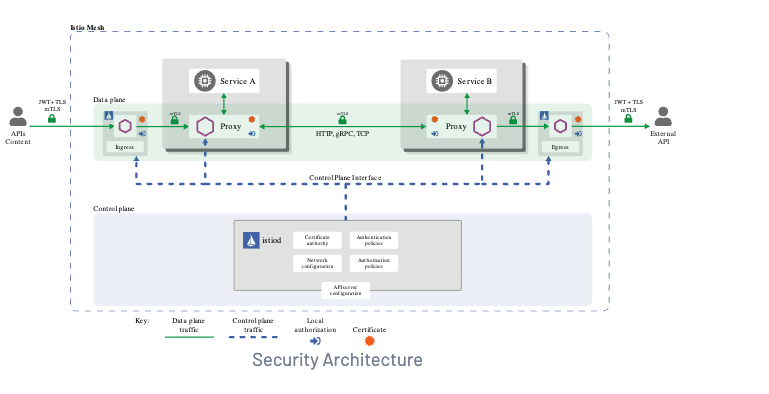 Istio Mesh
Service A
Service B
Data plane
JWT + TLS
mTLS
mTLS
mTLS
mTLS
JWT + TLS
mTLS
Proxy
Proxy
HTTP, gRPC, TCP
APIs
Content
External
API
Ingress
Egress
Control Plane Interface
Control plane
istiod
Certificate
authority
Authentication
policies
Network
configuration
Authorization
policies
API server
configuration
Key:
Data plane
traffic
Control plane
traffic
Local
authorization
Certificate
Security Architecture